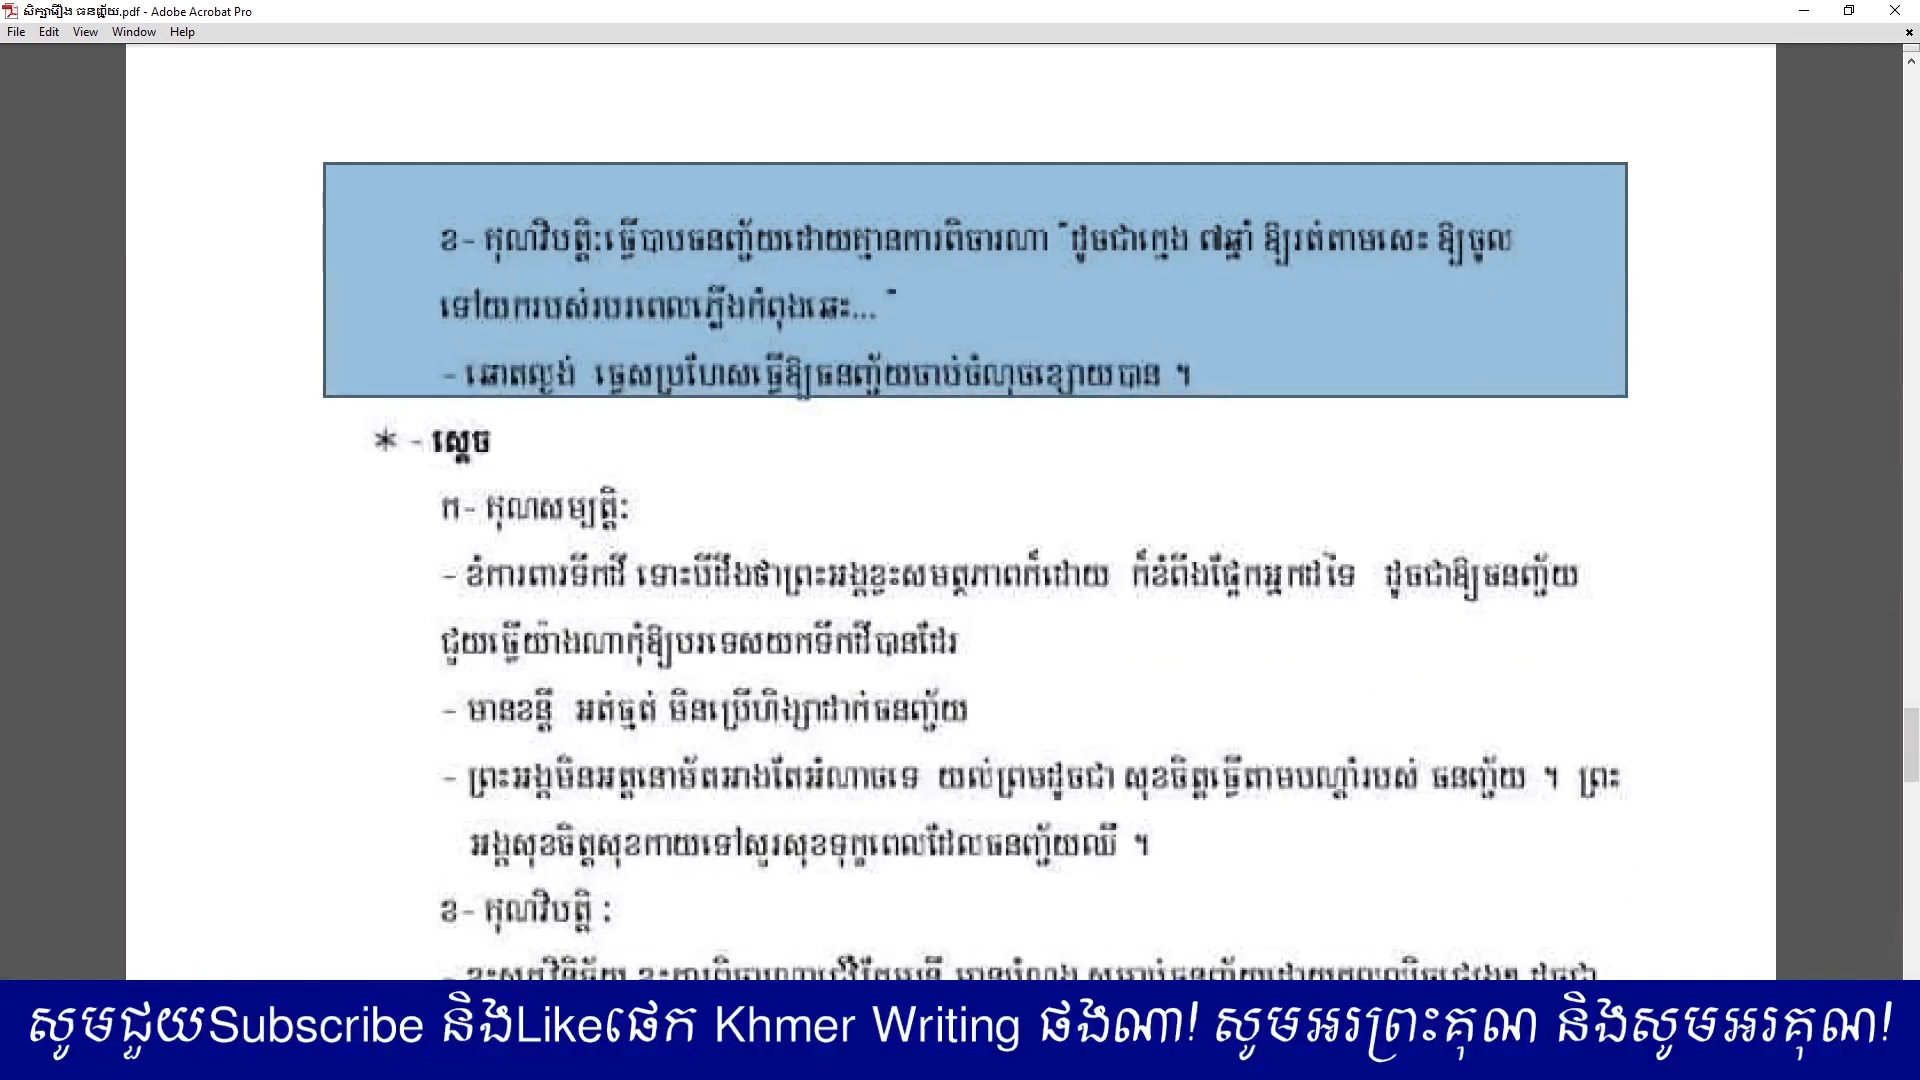 សិក្សារឿង ធនញ្ជ័យ.pdf - Adobe Acrobat Pro
File Edit View Window Help
ខ- គុណវិបត្តិៈធ្វើបាបធនញ្ជ័យដោយគ្មានការពិចារណា "ដូចជាក្មេង ៧ឆ្នាំ ឱ្យរត់តាមសេះ ឱ្យចូល
ទៅយករបស់របរពេលភ្លើងកំពុងឆេះ..."
- ឆោតល្ងង់ ធ្វេសប្រហែសធ្វើឱ្យធនញ្ជ័យចាប់ចំណុចខ្សោយបាន ។
* - ស្តេច
ក- គុណសម្បត្តិៈ
- ខំការពារទឹកដី ទោះបីដឹងថាព្រះអង្គខ្វះសមត្ថភាពក៏ដោយ ក៏ខំពឹងផ្អែកអ្នកដទៃ ដូចជាឱ្យធនញ្ជ័យ
ជួយធ្វើយ៉ាងណាកុំឱ្យបរទេសយកទឹកដីបានដែរ
- មានខន្តី អត់ធ្មត់ មិនប្រើហិង្សាដាក់ធនញ្ជ័យ
- ព្រះអង្គមិនអត្តនោម័តអាងតែអំណាចទេ យល់ព្រមដូចជា សុខចិត្តធ្វើតាមបណ្តាំរបស់ ធនញ្ជ័យ ។ ព្រះ
អង្គសុខចិត្តសុខកាយទៅសួរសុខទុក្ខពេលដែលធនញ្ជ័យឈឺ ។
ខ- គុណវិបត្តិ ៈ
សូមជួយSubscribe និងLikeផេក Khmer Writing ផងណា! សូមអរព្រះគុណ និងសូមអរគុណ!